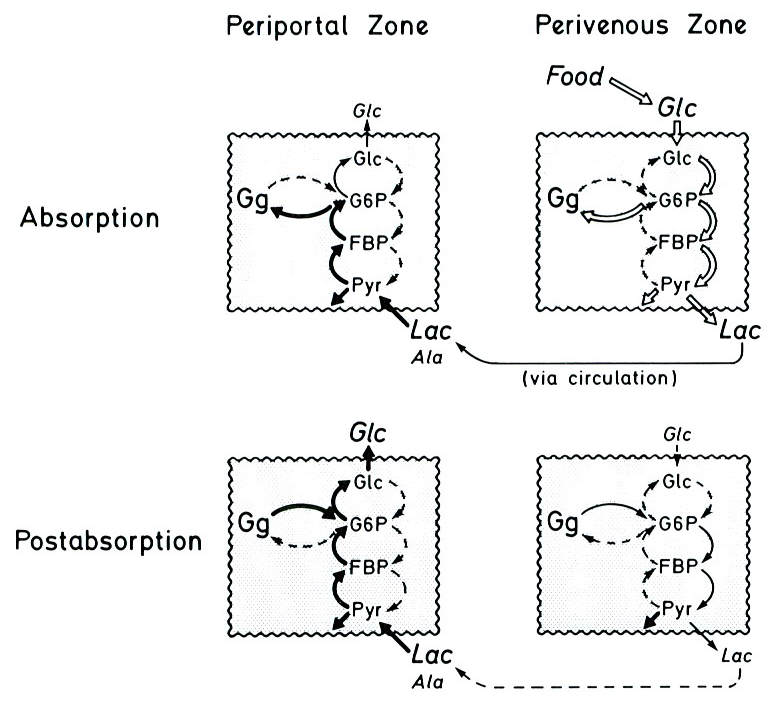 Periportal Zone
Perivenous Zone
Absorption
Glc
Glc
Gg
G6P
FBP
Pyr
Lac
Ala
Food
Glc
Glc
Gg
G6P
FBP
Pyr
Lac
(via circulation)
Postabsorption
Glc
Glc
Gg
G6P
FBP
Pyr
Lac
Ala
Glc
Glc
Gg
G6P
FBP
Pyr
Lac